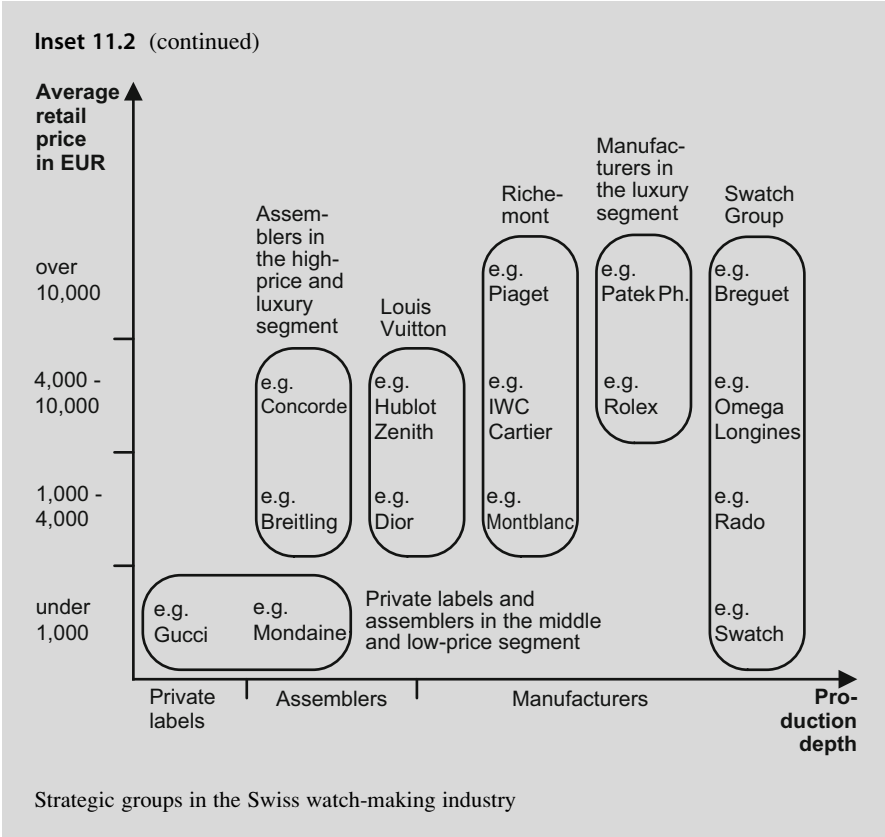 Inset 11.2 (continued)
Average
retail
price
in EUR
Assem-
blers in
the high-
price and
luxury
segment
Louis
Vuitton
Riche-
mont
Manufac-
turers in
the luxury
segment
Swatch
Group
over
10,000
e.g.
Piaget
e.g.
Patek Ph.
e.g.
Breguet
4,000 -
10,000
e.g.
Concorde
e.g.
Hublot
Zenith
e.g.
IWC
Cartier
e.g.
Rolex
e.g.
Omega
Longines
1,000 -
4,000
e.g.
Breitling
e.g.
Dior
e.g.
Montblanc
e.g.
Rado
under
1,000
e.g.
Gucci
e.g.
Mondaine
Private labels and
assemblers in the middle
and low-price segment
e.g.
Swatch
Private
labels
Assemblers
Manufacturers
Pro-
duction
depth
Strategic groups in the Swiss watch-making industry